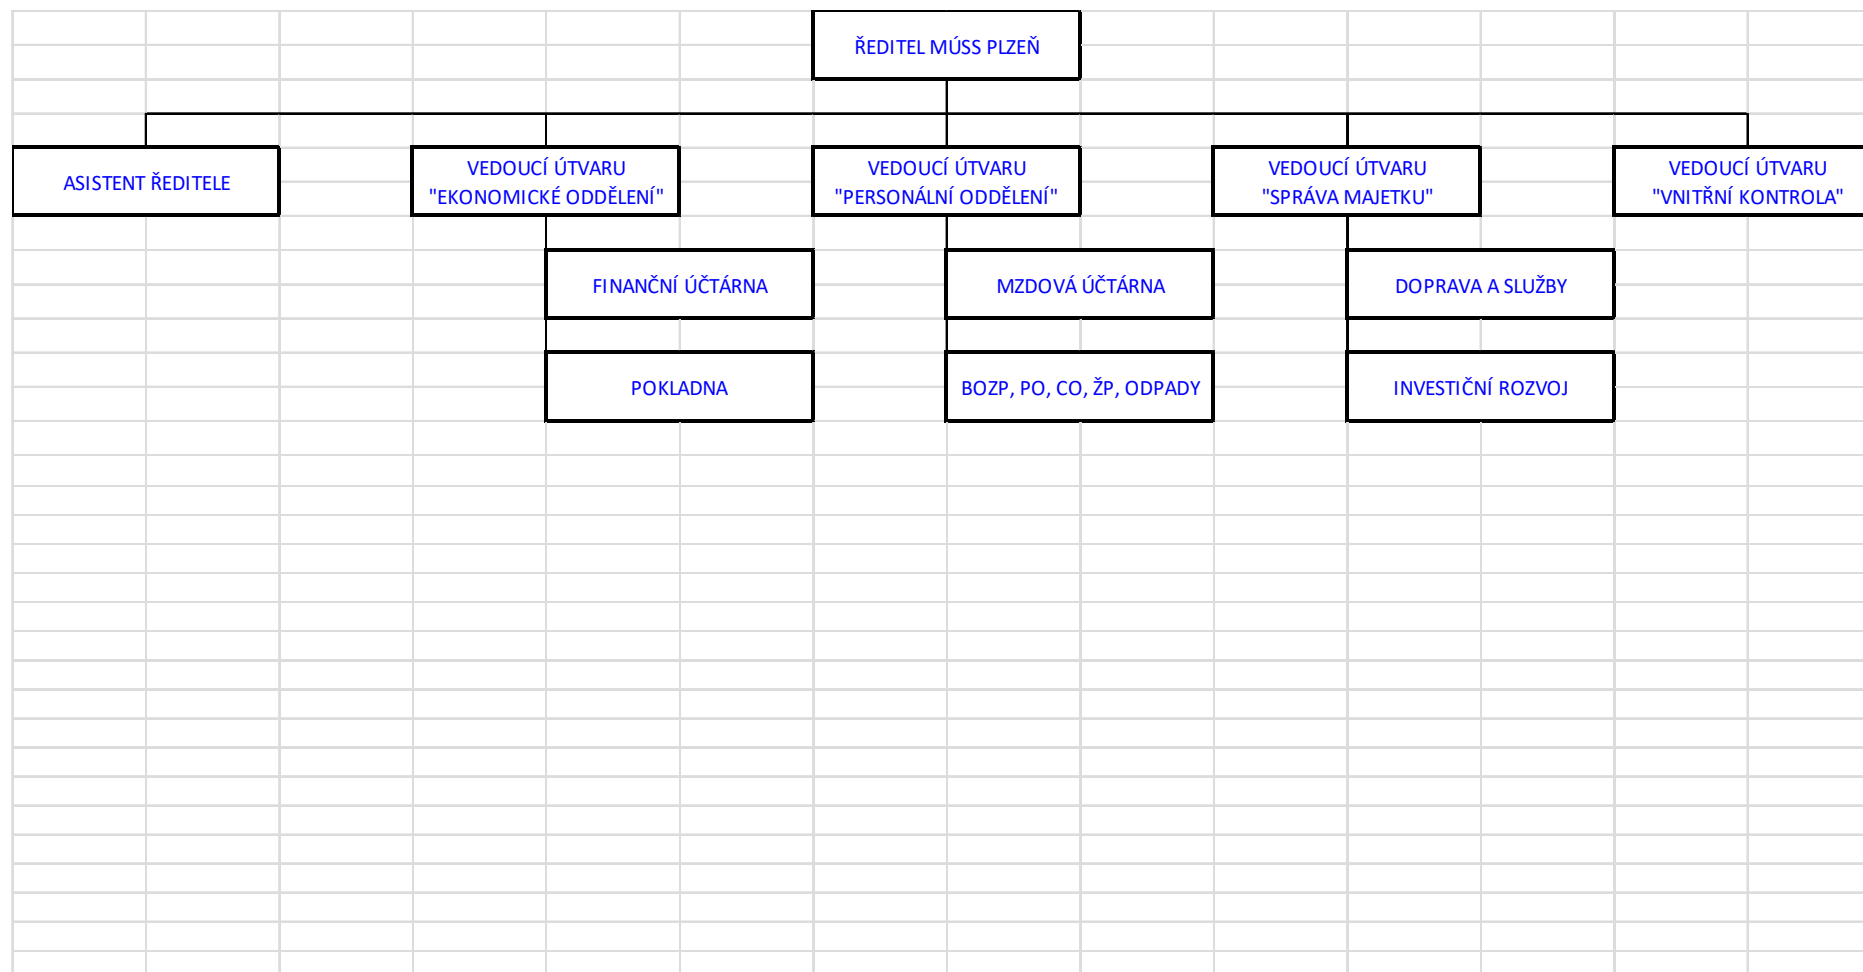 ŘEDITEL MÚSS PLZEŇ
ASISTENT ŘEDITELE
VEDOUCÍ ÚTVARU
"EKONOMICKÉ ODDĚLENÍ"
VEDOUCÍ ÚTVARU
"PERSONÁLNÍ ODDĚLENÍ"
VEDOUCÍ ÚTVARU
"SPRÁVA MAJETKU"
VEDOUCÍ ÚTVARU
"VNITŘNÍ KONTROLA"
FINANČNÍ ÚČTÁRNA
MZDOVÁ ÚČTÁRNA
DOPRAVA A SLUŽBY
POKLADNA
BOZP, PO, CO, ŽP, ODPADY
INVESTIČNÍ ROZVOJ